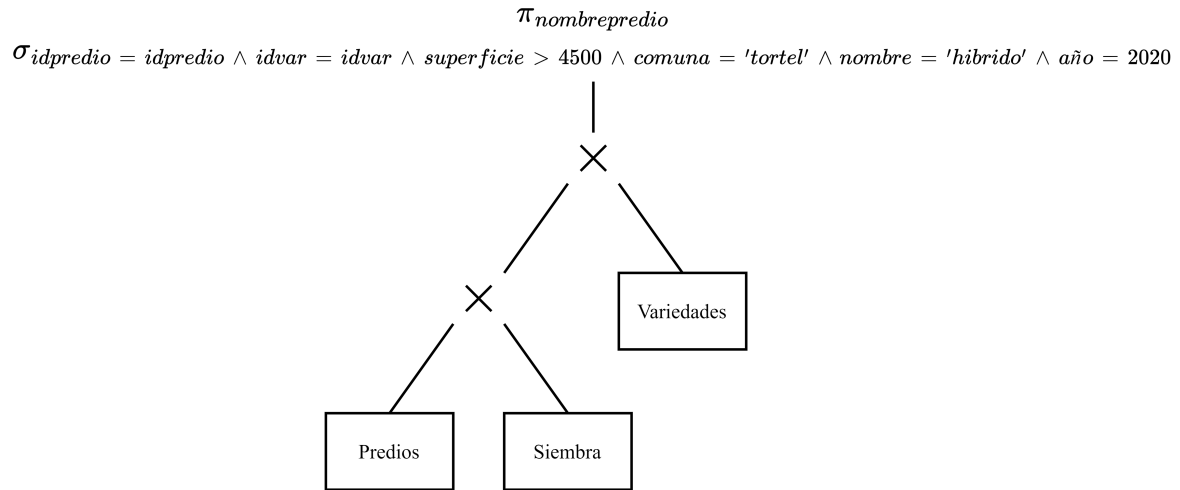 π nombrepredio
σ idpredio = idpredio ∧ idvar = idvar ∧ superficie > 4500 ∧ comuna = 'tortel' ∧ nombre = 'hibrido' ∧ año = 2020
×
×
Variedades
Predios Siembra